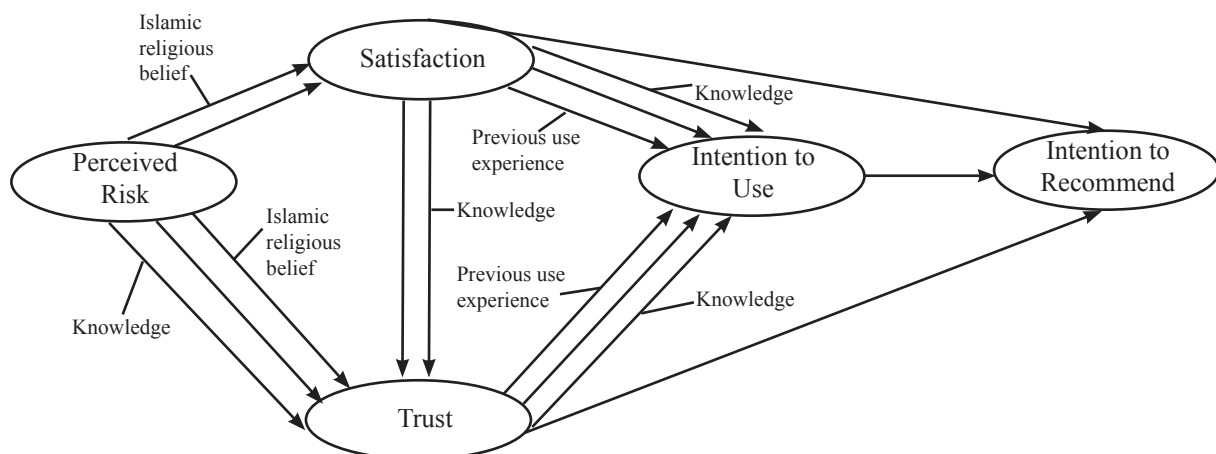 Islamic
religious
belief
Satisfaction
Knowledge
Previous use
experience
Perceived
Risk
Intention to
Use
Intention to
Recommend
Islamic
religious
belief
Knowledge
Previous use
experience
Knowledge
Knowledge
Trust